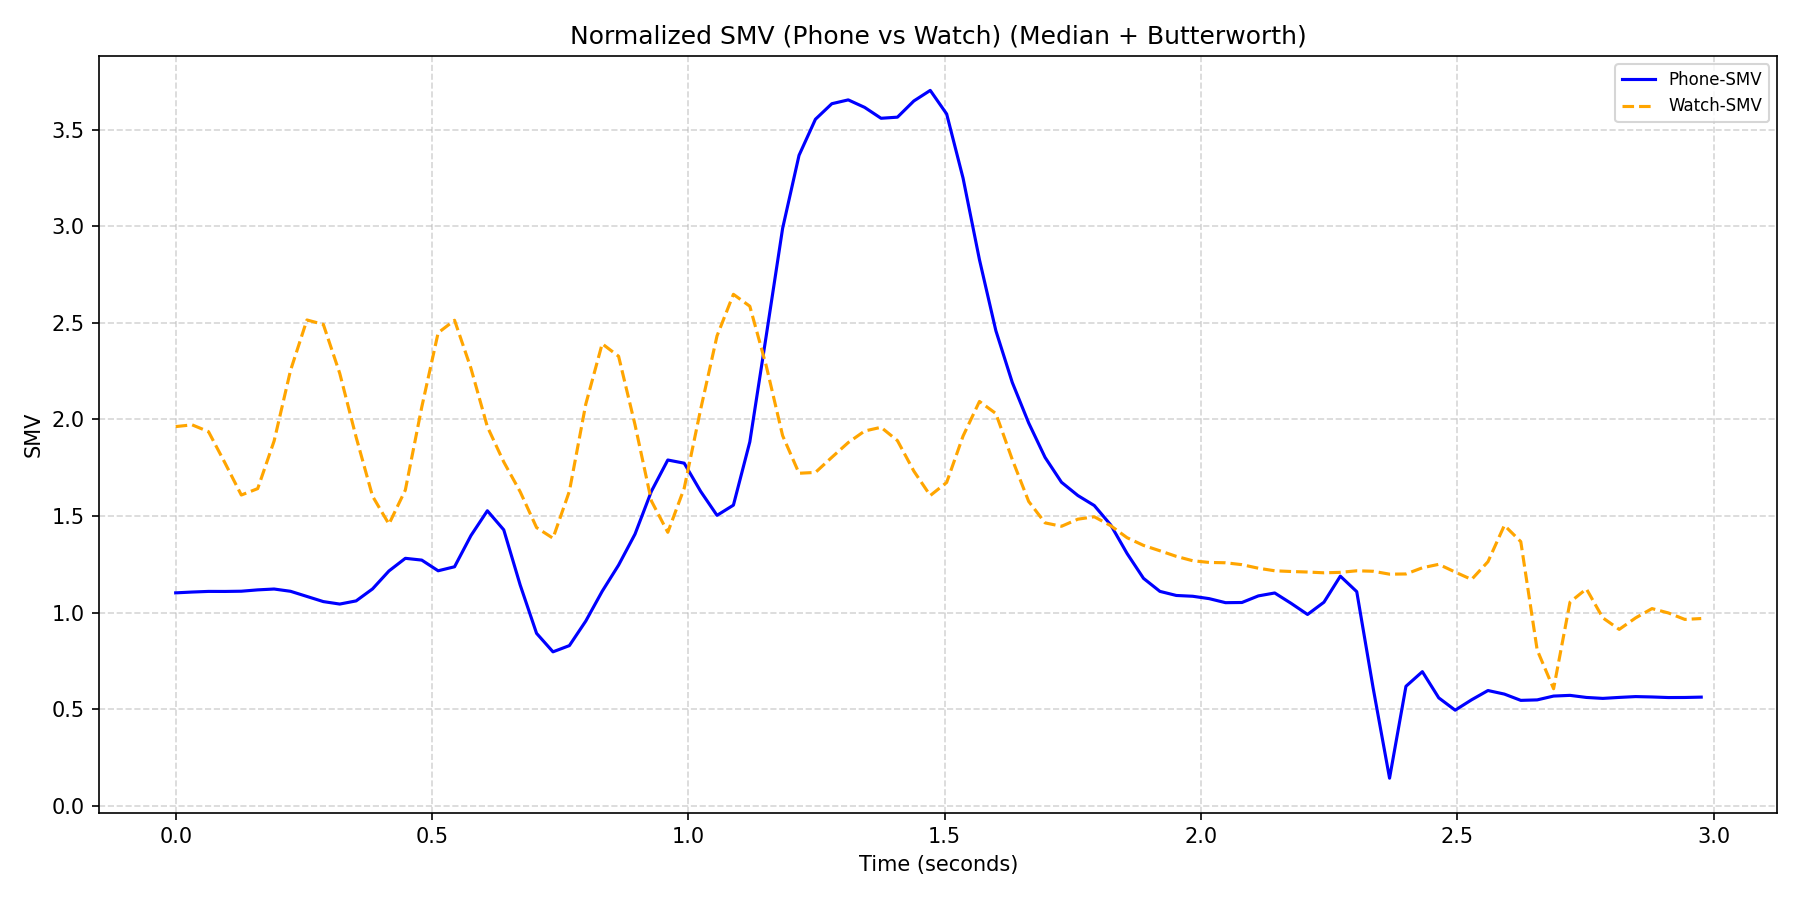 Normalized SMV (Phone vs Watch) (Median + Butterworth)
Phone-SMV
Watch-SMV
SMV
3.5
3.0
2.5
2.0
1.5
1.0
0.5
0.0
0.0 0.5 1.0 1.5 2.0 2.5 3.0
Time (seconds)